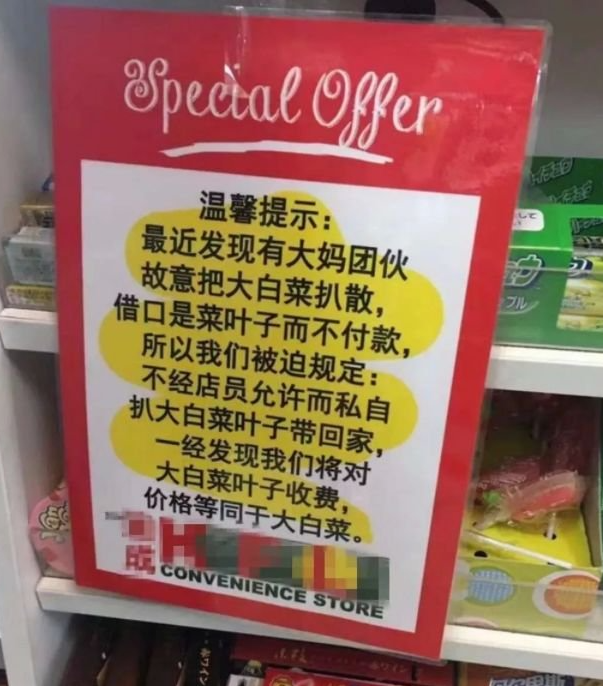 Special Offer
温馨提示：
最近发现有大妈团伙
故意把大白菜扒散，
借口是菜叶子而不付款，
所以我们被迫规定：
不经店员允许而私自
扒大白菜叶子带回家，
一经发现我们将对
大白菜叶子收费，
价格等同于大白菜。
CONVENIENCE STORE